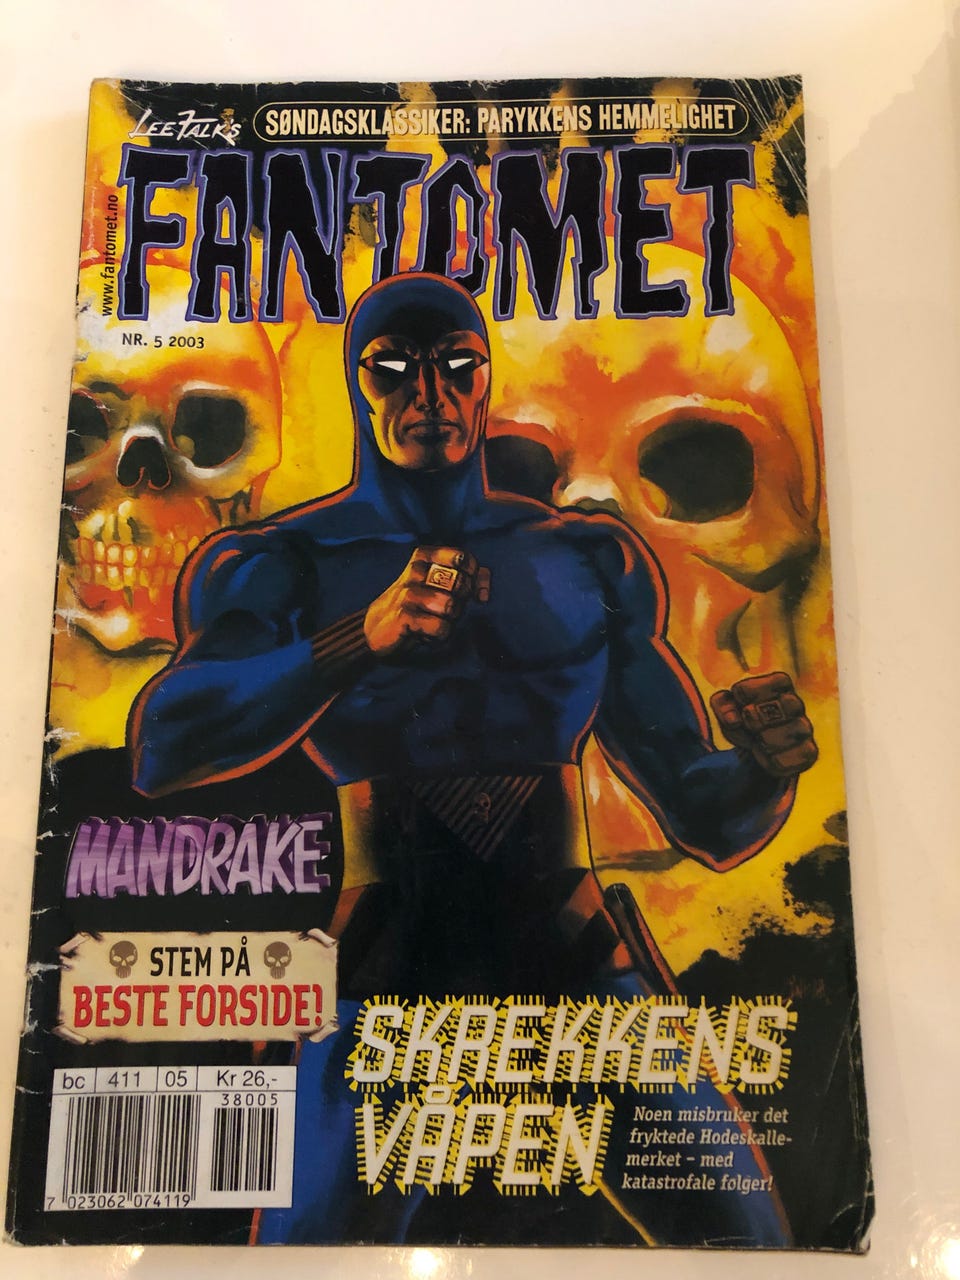 LEE FALK'S
SØNDAGSKLASSIKER: PARYKKENS HEMMELIGHET
FANTOMET
www.fantomet.no
NR. 5 2003
MANDRAKE
STEM PÅ
BESTE FORSIDE!
SKREKKENS
VÅPEN
Noen misbruker det
fryktede Hodeskalle-
merket – med
katastrofale følger!
bc 411 05 Kr 26,-
38005
7 023062 074119